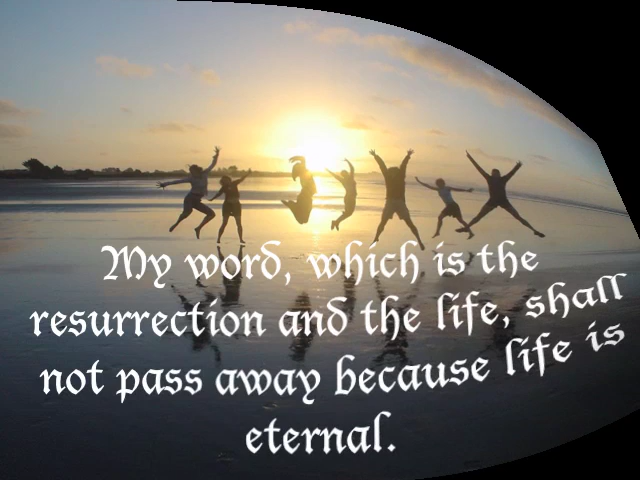 My word, which is the
resurrection and the life, shall
not pass away because life is
eternal.